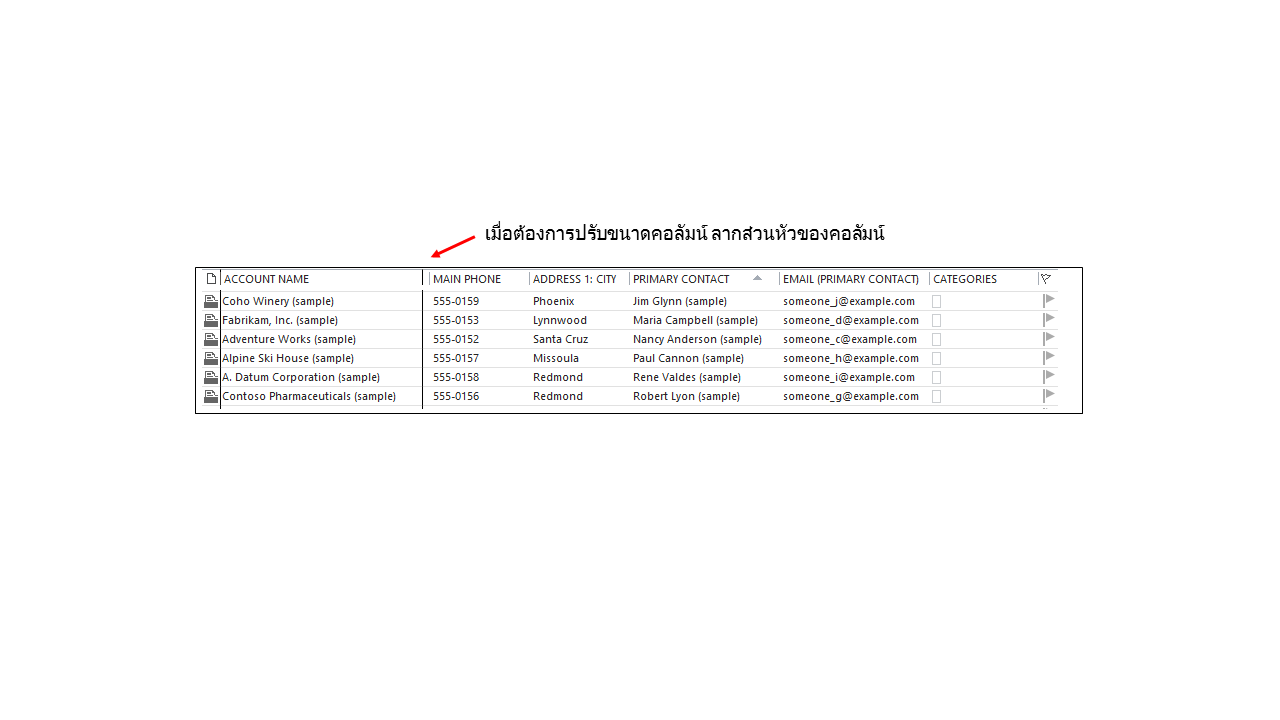 เมื่อต้องการปรับขนาดคอลัมน์ ลากส่วนหัวของคอลัมน์
ACCOUNT NAME MAIN PHONE ADDRESS 1: CITY PRIMARY CONTACT EMAIL (PRIMARY CONTACT) CATEGORIES
Coho Winery (sample) 555-0159 Phoenix Jim Glynn (sample) someone_j@example.com
Fabrikam, Inc. (sample) 555-0153 Lynnwood Maria Campbell (sample) someone_d@example.com
Adventure Works (sample) 555-0152 Santa Cruz Nancy Anderson (sample) someone_c@example.com
Alpine Ski House (sample) 555-0157 Missoula Paul Cannon (sample) someone_h@example.com
A. Datum Corporation (sample) 555-0158 Redmond Rene Valdes (sample) someone_i@example.com
Contoso Pharmaceuticals (sample) 555-0156 Redmond Robert Lyon (sample) someone_g@example.com